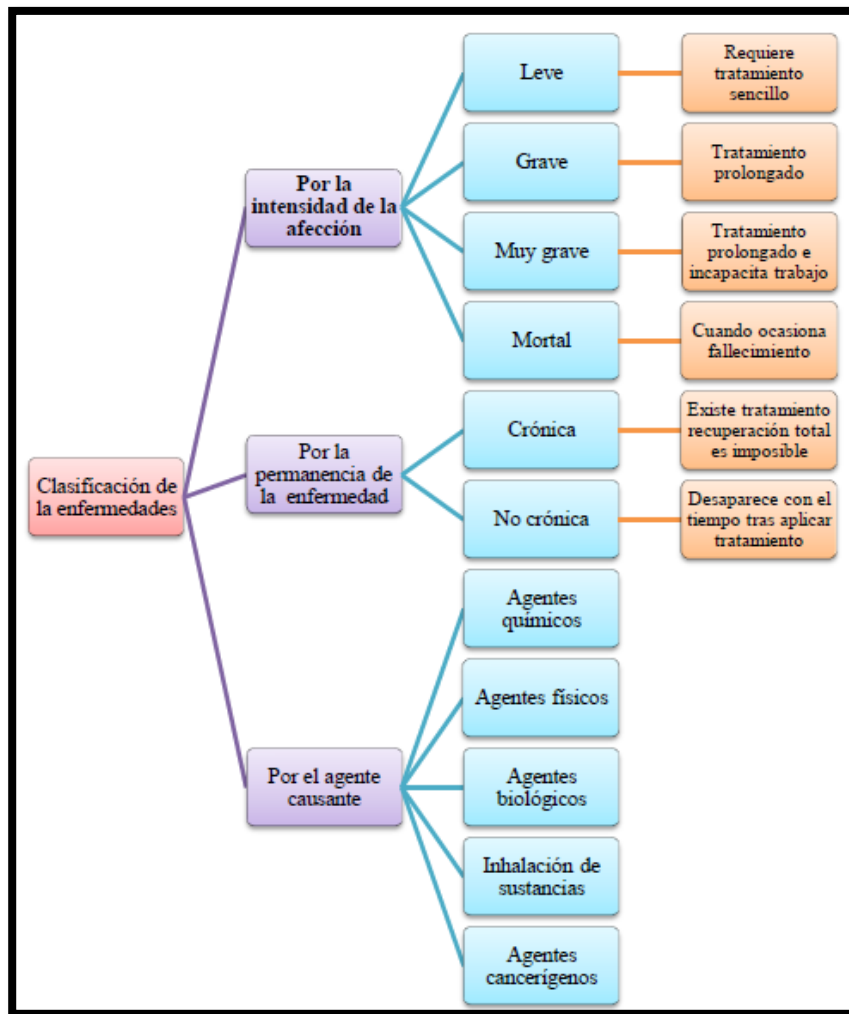 Clasificación de
la enfermedades
Por la
intensidad de la
afección
Leve
Requiere
tratamiento
sencillo
Grave
Tratamiento
prolongado
Muy grave
Tratamiento
prolongado e
incapacita trabajo
Mortal
Cuando ocasiona
fallecimiento
Por la
permanencia de
la enfermedad
Crónica
Existe tratamiento
recuperación total
es imposible
No crónica
Desaparece con el
tiempo tras aplicar
tratamiento
Por el agente
causante
Agentes
químicos
Agentes físicos
Agentes
biológicos
Inhalación de
sustancias
Agentes
cancerígenos